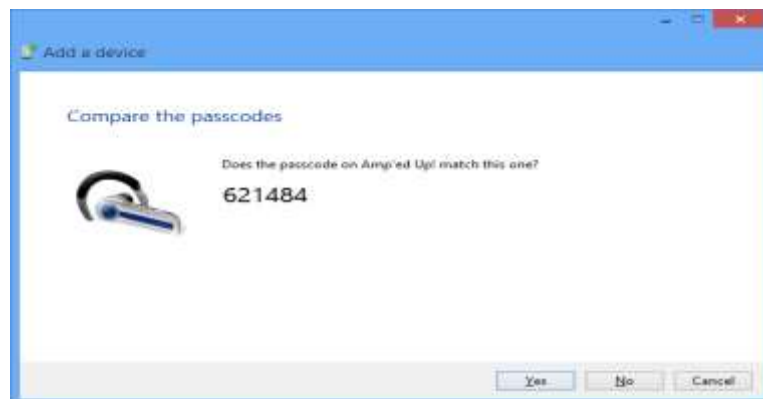 Add a device
Compare the passcodes
Does the passcode on Amp'ed Up! match this one?
621484
Yes No Cancel